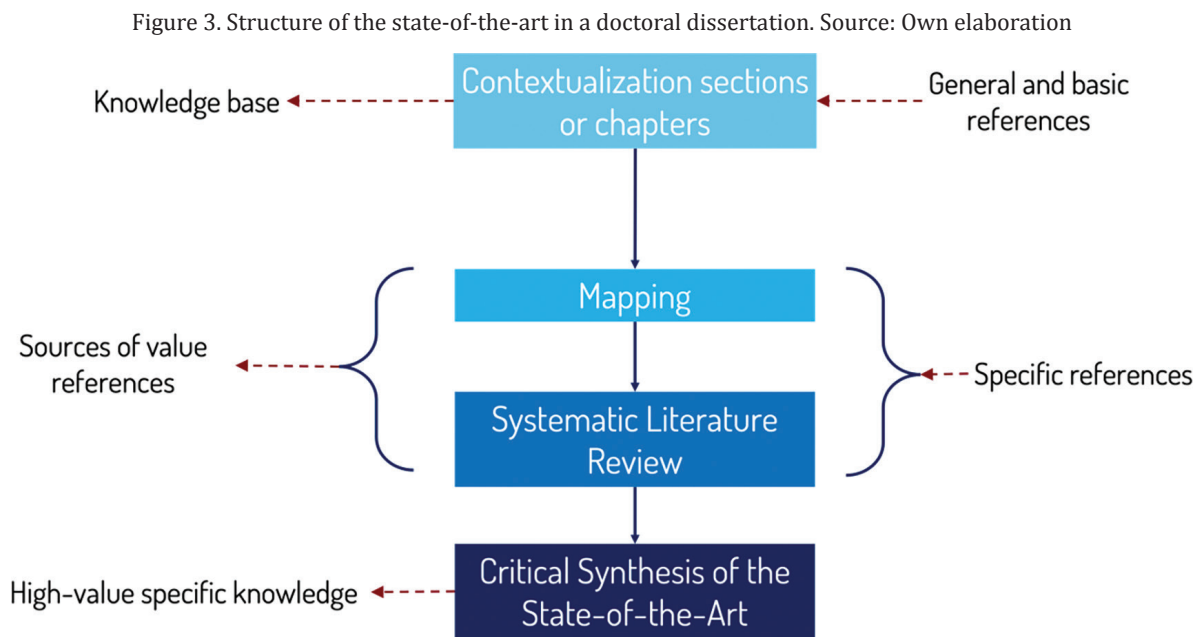 Figure 3. Structure of the state-of-the-art in a doctoral dissertation. Source: Own elaboration
Knowledge base
Contextualization sections
or chapters
General and basic
references
Mapping
Sources of value
references
Specific references
Systematic Literature
Review
High-value specific knowledge
Critical Synthesis of the
State-of-the-Art